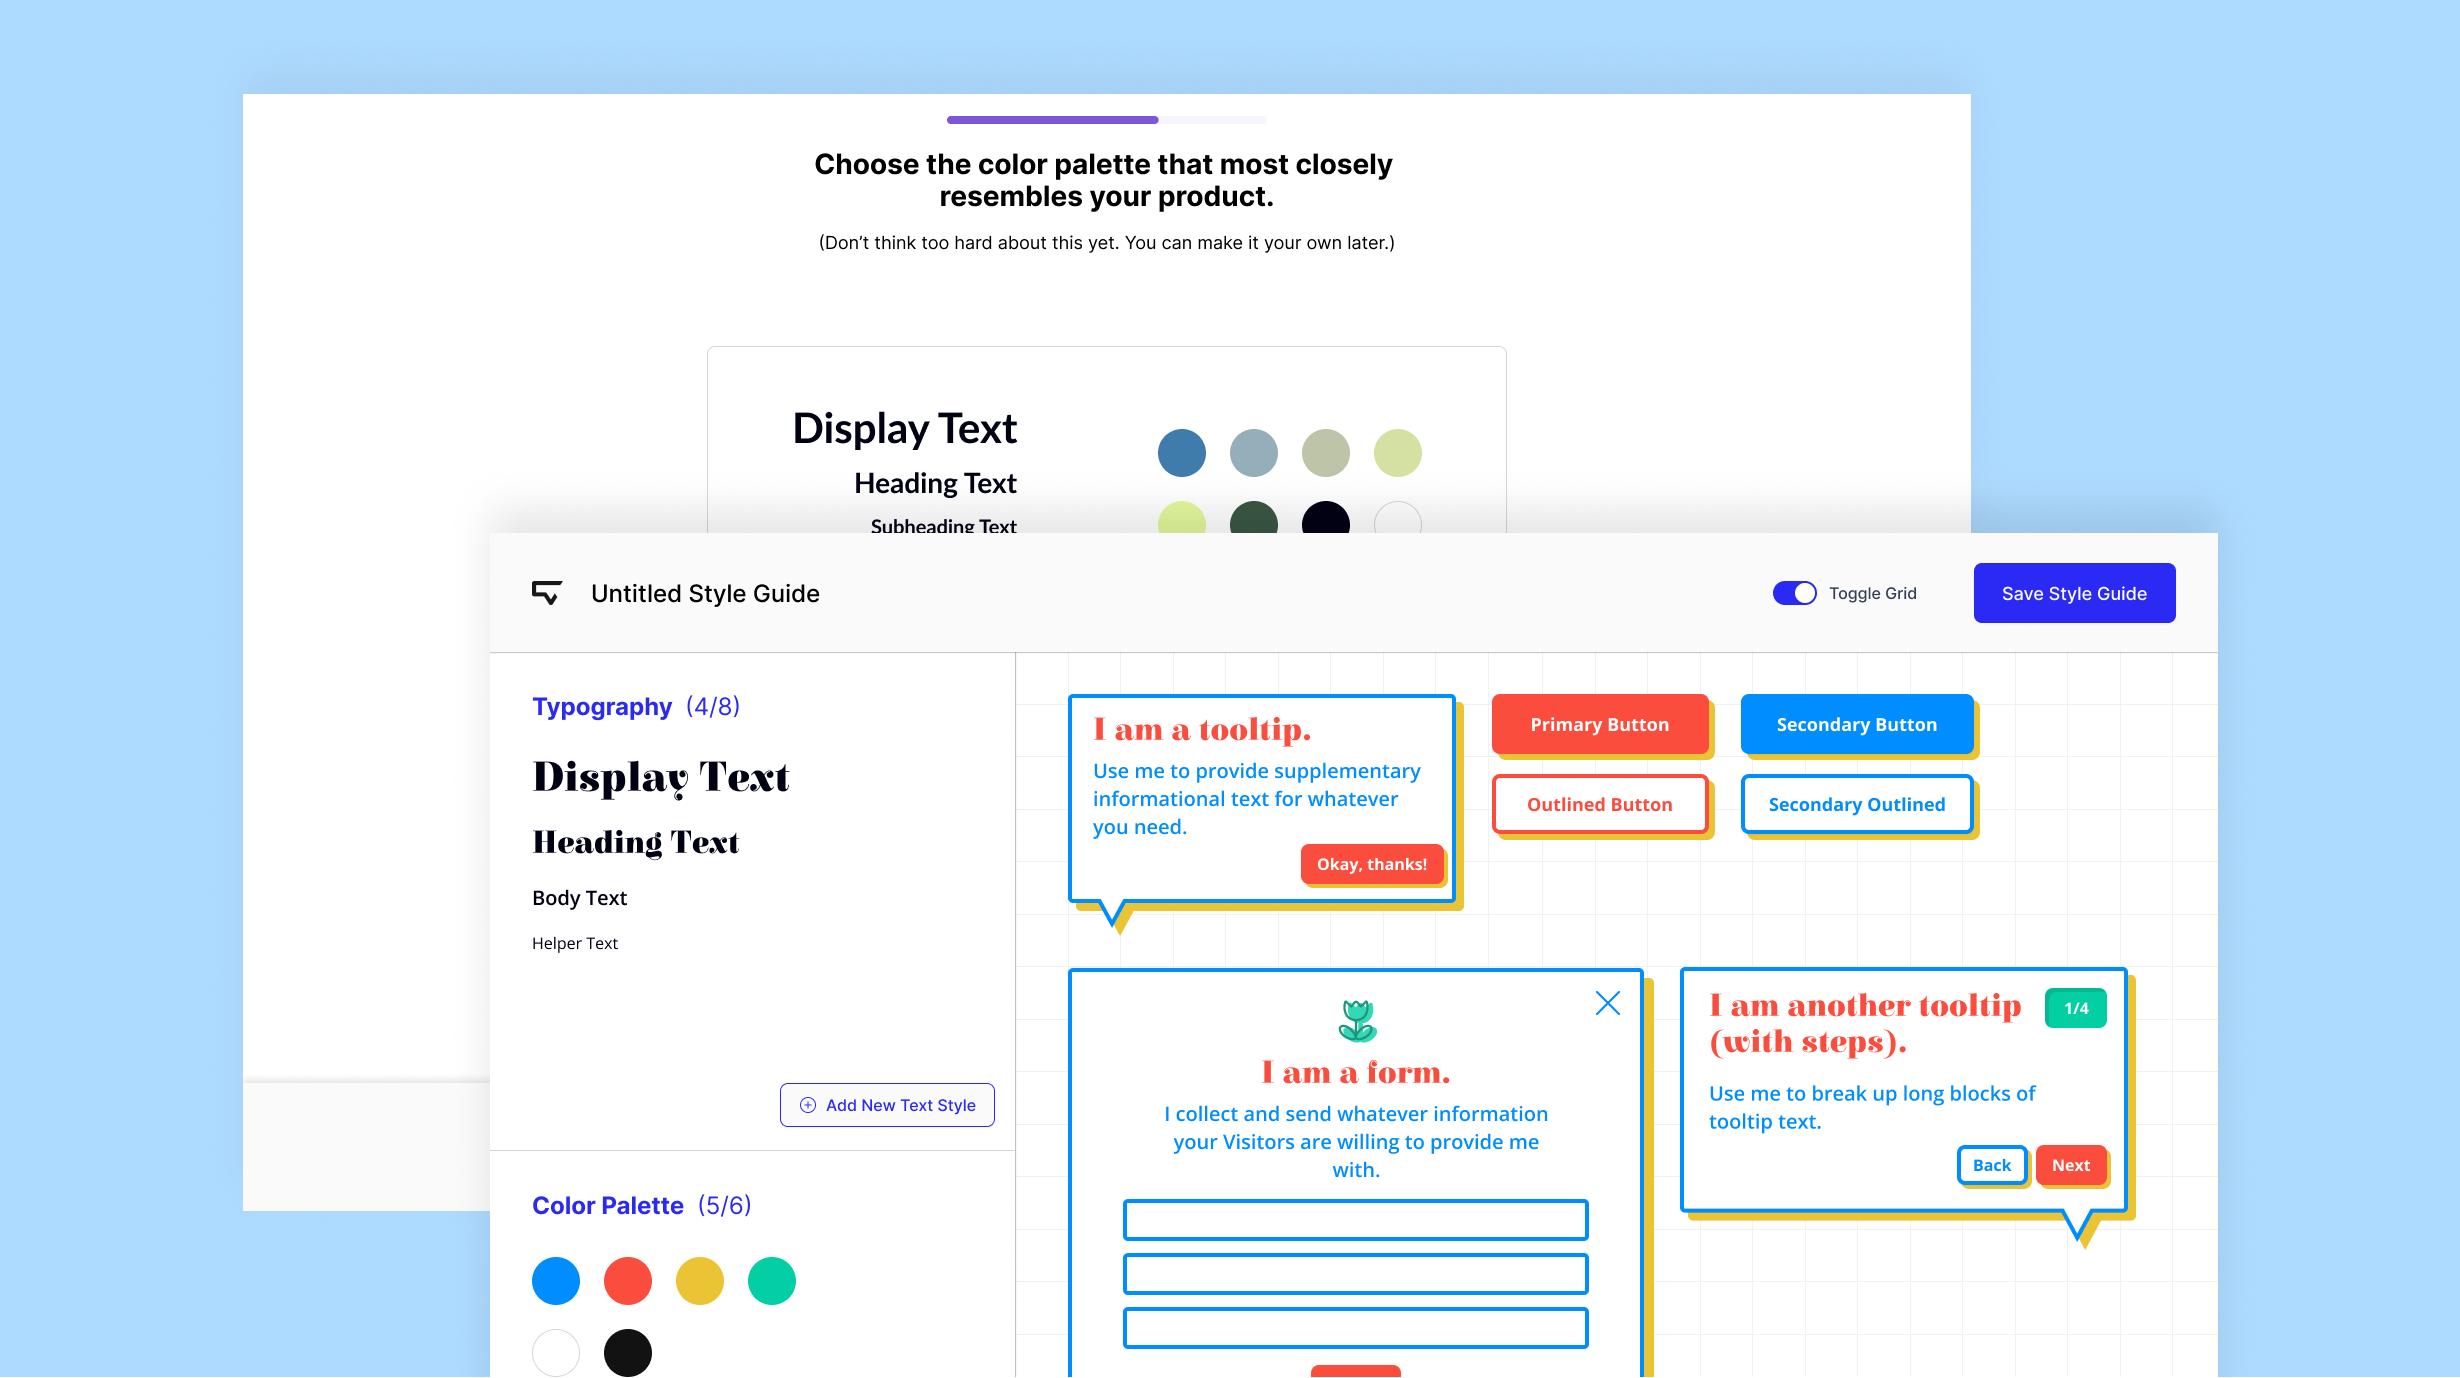 Choose the color palette that most closely
resembles your product.
(Don't think too hard about this yet. You can make it your own later.)
Display Text
Heading Text
Subheading Text
Untitled Style Guide
Toggle Grid
Save Style Guide
Typography (4/8)
Display Text
Heading Text
Body Text
Helper Text
Add New Text Style
Color Palette (5/6)
I am a tooltip.
Use me to provide supplementary
informational text for whatever
you need.
Okay, thanks!
Primary Button
Secondary Button
Outlined Button
Secondary Outlined
I am a form.
I collect and send whatever information
your Visitors are willing to provide me
with.
I am another tooltip
(with steps).
1/4
Use me to break up long blocks of
tooltip text.
Back
Next